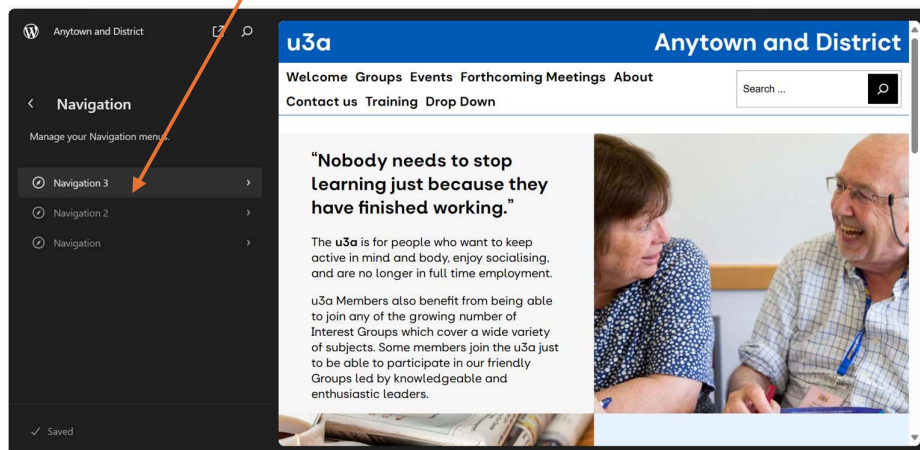 Anytown and District
Navigation
Manage your Navigation menus.
Navigation 3
Navigation 2
Navigation
Saved
u3a
Anytown and District
Welcome Groups Events Forthcoming Meetings About
Contact us Training Drop Down
Search ...
“Nobody needs to stop
learning just because they
have finished working.”
The u3a is for people who want to keep
active in mind and body, enjoy socialising,
and are no longer in full time employment.
u3a Members also benefit from being able
to join any of the growing number of
Interest Groups which cover a wide variety
of subjects. Some members join the u3a just
to be able to participate in our friendly
Groups led by knowledgeable and
enthusiastic leaders.